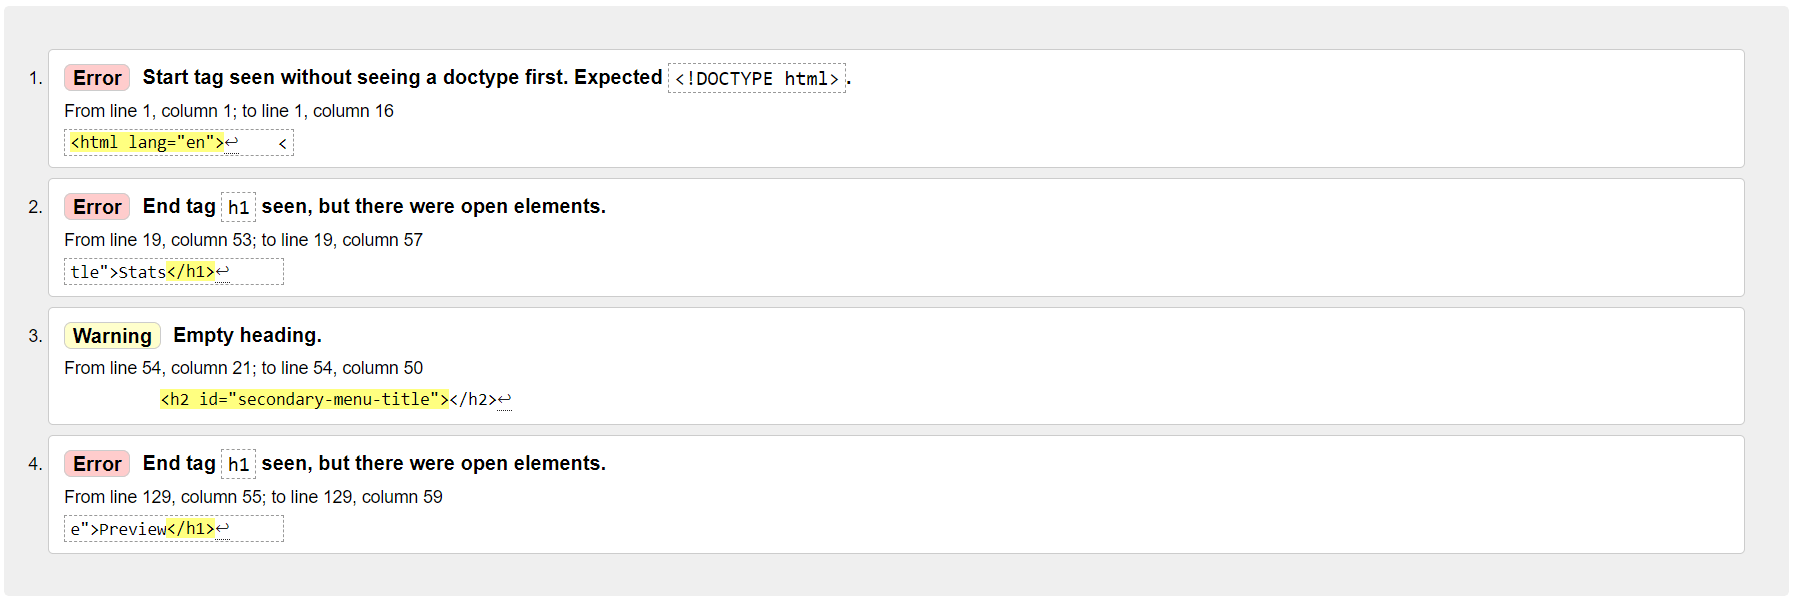 1. Error Start tag seen without seeing a doctype first. Expected <!DOCTYPE html>.
From line 1, column 1; to line 1, column 16
<html lang="en">↩ <
2. Error End tag h1 seen, but there were open elements.
From line 19, column 53; to line 19, column 57
tle">Stats</h1>↩
3. Warning Empty heading.
From line 54, column 21; to line 54, column 50
<h2 id="secondary-menu-title"></h2>↩
4. Error End tag h1 seen, but there were open elements.
From line 129, column 55; to line 129, column 59
e">Preview</h1>↩